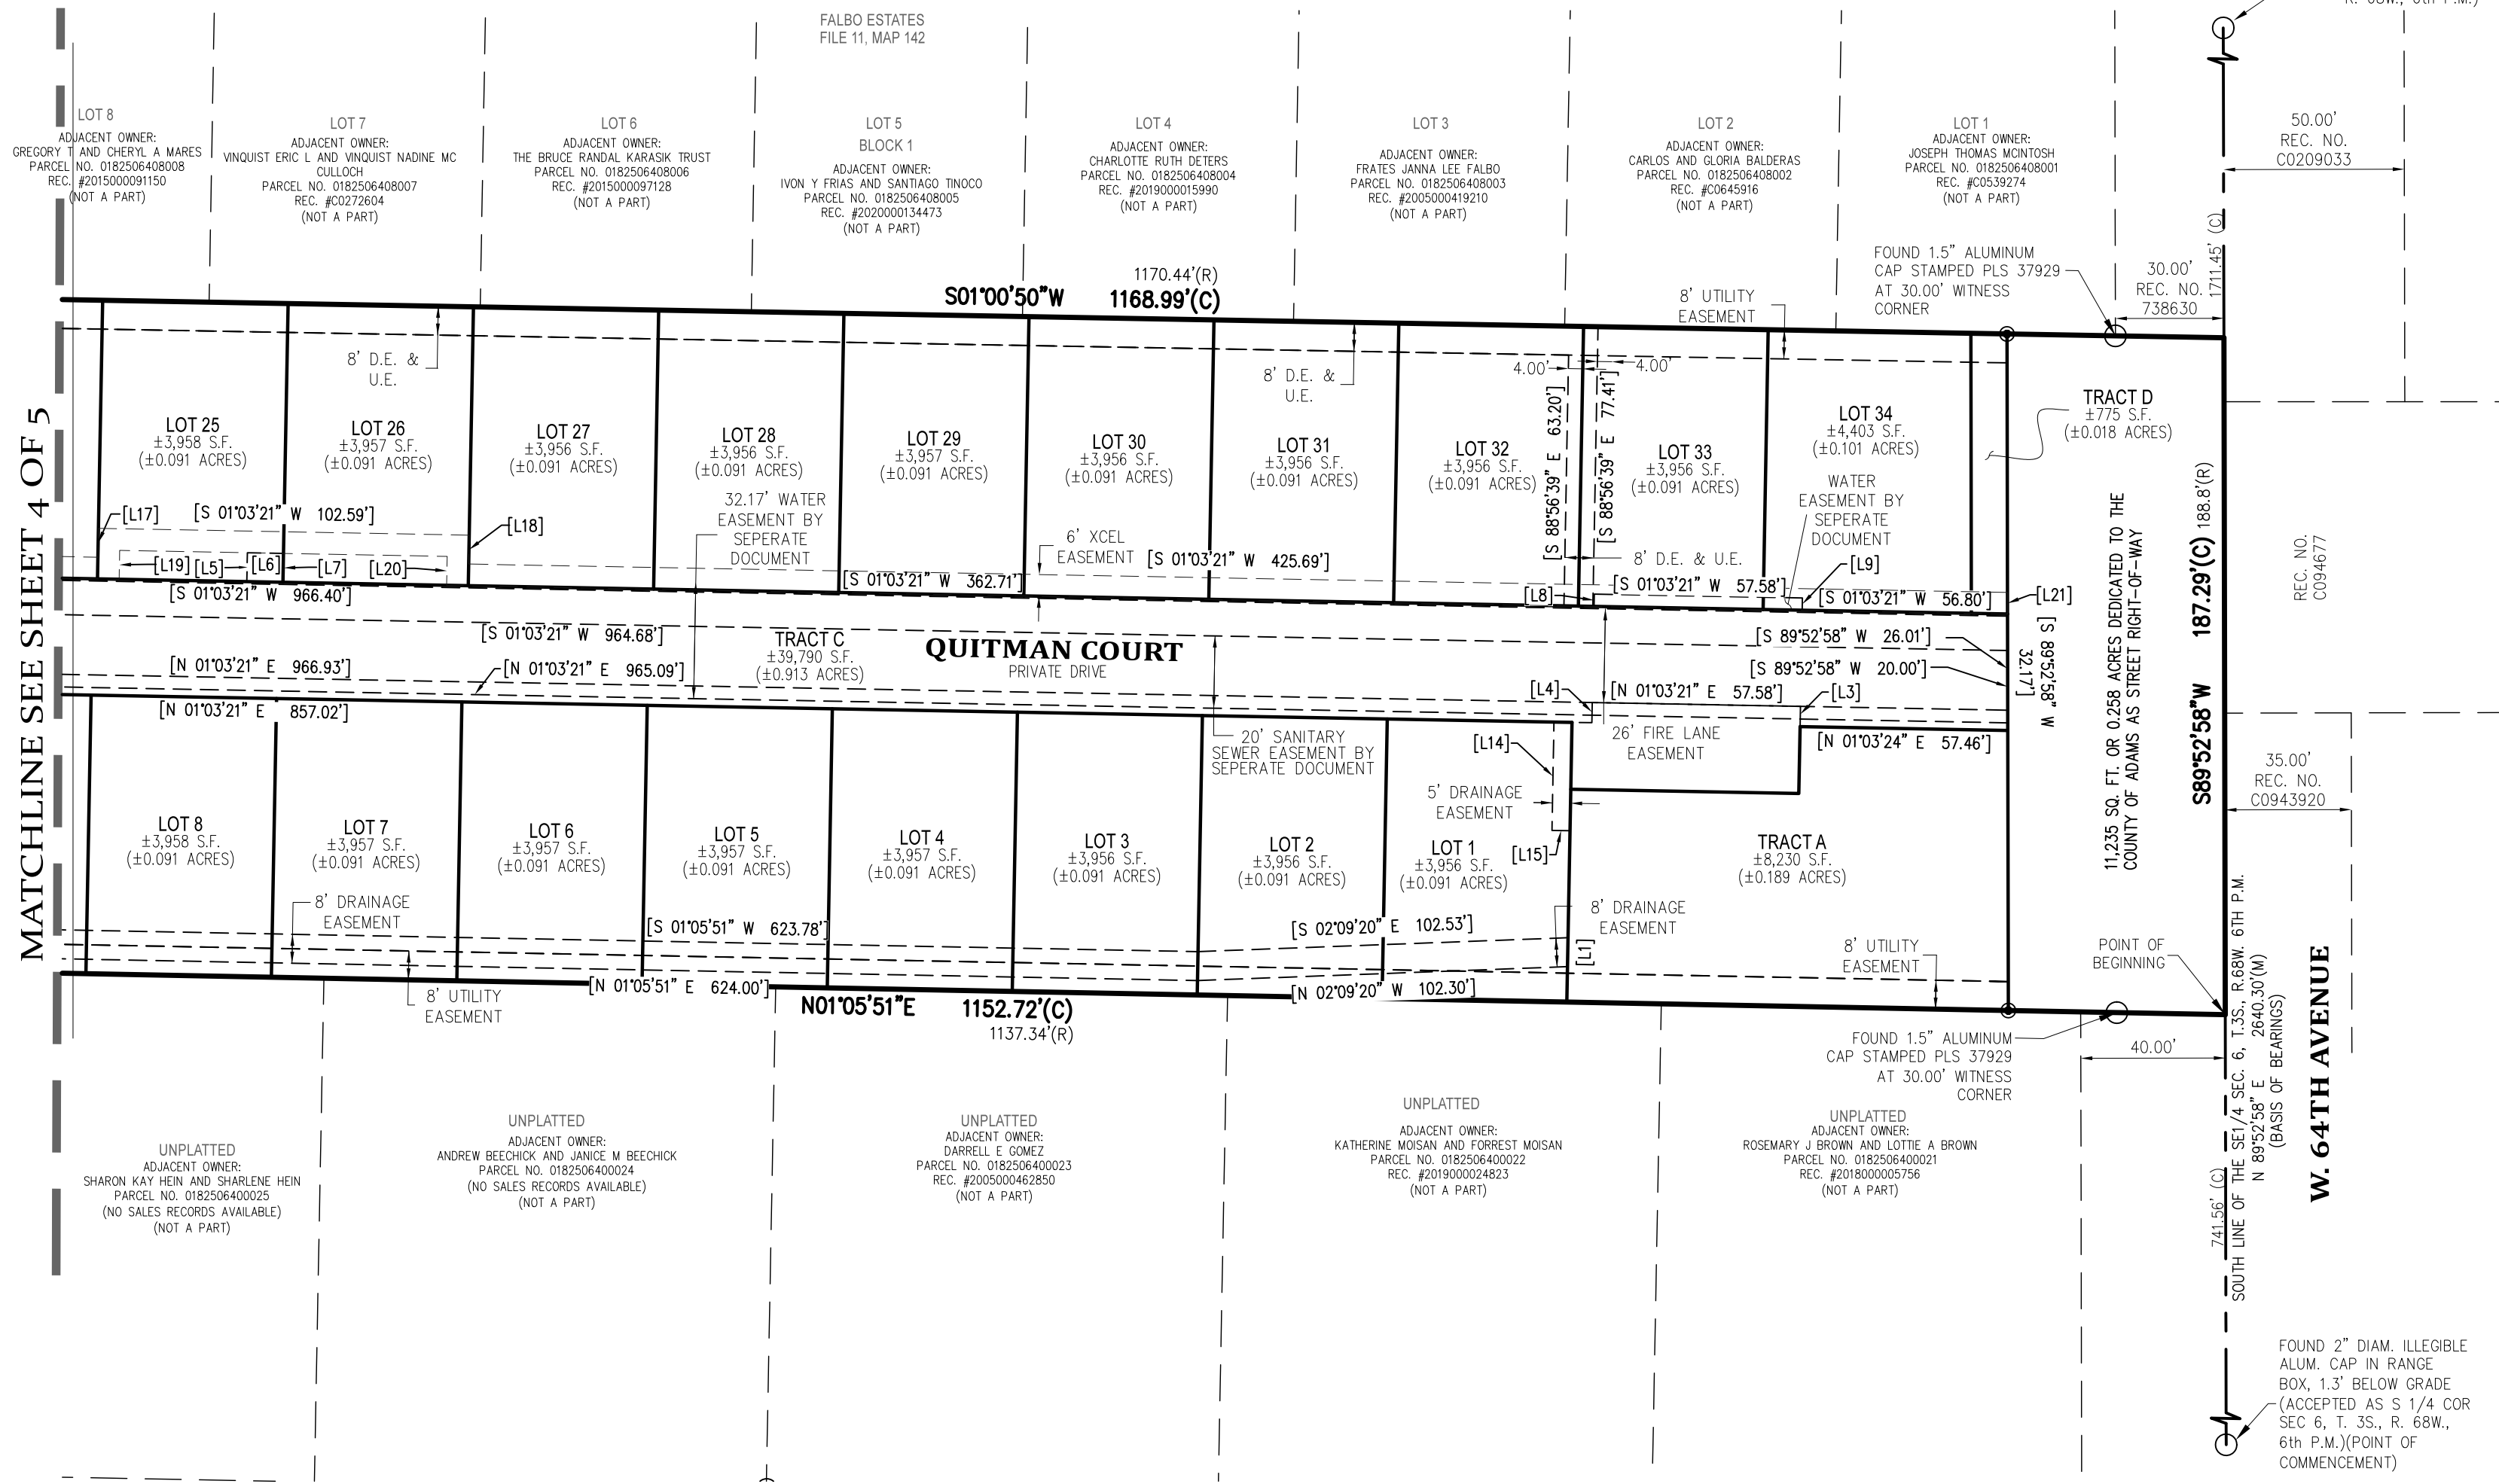 FALBO ESTATES
FILE 11, MAP 142
LOT 8
ADJACENT OWNER:
GREGORY T AND CHERYL A MARES
PARCEL NO. 0182506408008
REC. #2015000091150
(NOT A PART)
LOT 7
ADJACENT OWNER:
VINQUIST ERIC L AND VINQUIST NADINE MC
CULLOCH
PARCEL NO. 0182506408007
REC. #C0272604
(NOT A PART)
LOT 6
ADJACENT OWNER:
THE BRUCE RANDAL KARASIK TRUST
PARCEL NO. 0182506408006
REC. #2015000097128
(NOT A PART)
LOT 5
BLOCK 1
ADJACENT OWNER:
IVON Y FRIAS AND SANTIAGO TINOCO
PARCEL NO. 0182506408005
REC. #2020000134473
(NOT A PART)
LOT 4
ADJACENT OWNER:
CHARLOTTE RUTH DETERS
PARCEL NO. 0182506408004
REC. #2019000015990
(NOT A PART)
LOT 3
ADJACENT OWNER:
FRATES JANNA LEE FALBO
PARCEL NO. 0182506408003
REC. #2005000419210
(NOT A PART)
LOT 2
ADJACENT OWNER:
CARLOS AND GLORIA BALDERAS
PARCEL NO. 0182506408002
REC. #C0645916
(NOT A PART)
LOT 1
ADJACENT OWNER:
JOSEPH THOMAS MCINTOSH
PARCEL NO. 0182506408001
REC. #C0539274
(NOT A PART)
50.00'
REC. NO.
C0209033
1711.45' (C)
FOUND 1.5" ALUMINUM
CAP STAMPED PLS 37929
AT 30.00' WITNESS
CORNER
30.00'
REC. NO.
738630
1170.44'(R)
S01°00'50"W 1168.99'(C)
8' UTILITY
EASEMENT
8' D.E. &
U.E.
8' D.E. &
U.E.
4.00'
4.00'
[S 88°56'39" E 63.20']
[S 88°56'39" E 77.41']
MATCHLINE SEE SHEET 4 OF 5
LOT 25
±3,958 S.F.
(±0.091 ACRES)
LOT 26
±3,957 S.F.
(±0.091 ACRES)
LOT 27
±3,956 S.F.
(±0.091 ACRES)
LOT 28
±3,956 S.F.
(±0.091 ACRES)
LOT 29
±3,957 S.F.
(±0.091 ACRES)
LOT 30
±3,956 S.F.
(±0.091 ACRES)
LOT 31
±3,956 S.F.
(±0.091 ACRES)
LOT 32
±3,956 S.F.
(±0.091 ACRES)
LOT 33
±3,956 S.F.
(±0.091 ACRES)
LOT 34
±4,403 S.F.
(±0.101 ACRES)
TRACT D
±775 S.F.
(±0.018 ACRES)
[L17]
[S 01°03'21" W 102.59']
[L18]
32.17' WATER
EASEMENT BY
SEPERATE
DOCUMENT
6' XCEL
EASEMENT
[S 01°03'21" W 425.69']
8' D.E. & U.E.
WATER
EASEMENT BY
SEPERATE
DOCUMENT
[L9]
[L19]
[L5]
[L6]
[L7]
[L20]
[S 01°03'21" W 362.71']
[L8]
[S 01°03'21" W 57.58']
[S 01°03'21" W 56.80']
[L21]
[S 01°03'21" W 966.40']
[S 01°03'21" W 964.68']
TRACT C
±39,790 S.F.
(±0.913 ACRES)
QUITMAN COURT
PRIVATE DRIVE
[S 89°52'58" W 26.01']
[S 89°52'58" W 20.00']
[S 89°52'58" W
32.17']
[N 01°03'21" E 966.93']
[N 01°03'21" E 965.09']
[N 01°03'21" E 857.02']
[L4]
[N 01°03'21" E 57.58']
[L3]
20' SANITARY
SEWER EASEMENT BY
SEPERATE DOCUMENT
26' FIRE LANE
EASEMENT
[N 01°03'24" E 57.46']
[L14]
5' DRAINAGE
EASEMENT
[L15]
11,235 SQ. FT. OR 0.258 ACRES DEDICATED TO THE
COUNTY OF ADAMS AS STREET RIGHT-OF-WAY
S89°52'58"W 187.29'(C) 188.8'(R)
REC. NO.
C094677
35.00'
REC. NO.
C0943920
LOT 8
±3,958 S.F.
(±0.091 ACRES)
LOT 7
±3,957 S.F.
(±0.091 ACRES)
LOT 6
±3,957 S.F.
(±0.091 ACRES)
LOT 5
±3,957 S.F.
(±0.091 ACRES)
LOT 4
±3,957 S.F.
(±0.091 ACRES)
LOT 3
±3,956 S.F.
(±0.091 ACRES)
LOT 2
±3,956 S.F.
(±0.091 ACRES)
LOT 1
±3,956 S.F.
(±0.091 ACRES)
TRACT A
±8,230 S.F.
(±0.189 ACRES)
8' DRAINAGE
EASEMENT
[S 01°05'51" W 623.78']
[S 02°09'20" E 102.53']
8' DRAINAGE
EASEMENT
[L1]
8' UTILITY
EASEMENT
POINT OF
BEGINNING
8' UTILITY
EASEMENT
[N 01°05'51" E 624.00']
N01°05'51"E 1152.72'(C)
1137.34'(R)
[N 02°09'20" W 102.30']
FOUND 1.5" ALUMINUM
CAP STAMPED PLS 37929
AT 30.00' WITNESS
CORNER
40.00'
741.56' (C)
SOUTH LINE OF THE SE1/4 SEC. 6, T.3S., R.68W. 6TH P.M.
N 89°52'58" E 2640.30'(M)
(BASIS OF BEARINGS)
W. 64TH AVENUE
UNPLATTED
ADJACENT OWNER:
SHARON KAY HEIN AND SHARLENE HEIN
PARCEL NO. 0182506400025
(NO SALES RECORDS AVAILABLE)
(NOT A PART)
UNPLATTED
ADJACENT OWNER:
ANDREW BEECHICK AND JANICE M BEECHICK
PARCEL NO. 0182506400024
(NO SALES RECORDS AVAILABLE)
(NOT A PART)
UNPLATTED
ADJACENT OWNER:
DARRELL E GOMEZ
PARCEL NO. 0182506400023
REC. #2005000462850
(NOT A PART)
UNPLATTED
ADJACENT OWNER:
KATHERINE MOISAN AND FORREST MOISAN
PARCEL NO. 0182506400022
REC. #2019000024823
(NOT A PART)
UNPLATTED
ADJACENT OWNER:
ROSEMARY J BROWN AND LOTTIE A BROWN
PARCEL NO. 0182506400021
REC. #2018000005756
(NOT A PART)
FOUND 2" DIAM. ILLEGIBLE
ALUM. CAP IN RANGE
BOX, 1.3' BELOW GRADE
(ACCEPTED AS S 1/4 COR
SEC 6, T. 3S., R. 68W.,
6th P.M.)(POINT OF
COMMENCEMENT)